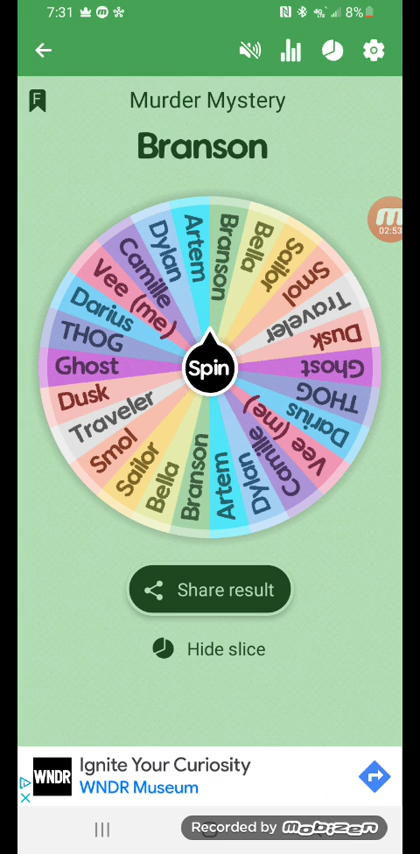 7:31
8%
F
Murder Mystery
Branson
02:53
Branson
Bella
Sailor
Smol
Traveler
Dusk
Ghost
THOG
Darius
Vee (me)
Camille
Dylan
Artem
Branson
Bella
Sailor
Smol
Traveler
Dusk
Ghost
THOG
Darius
Vee (me)
Camille
Dylan
Artem
Spin
Share result
Hide slice
WNDR
Ignite Your Curiosity
WNDR Museum
Recorded by mobizen